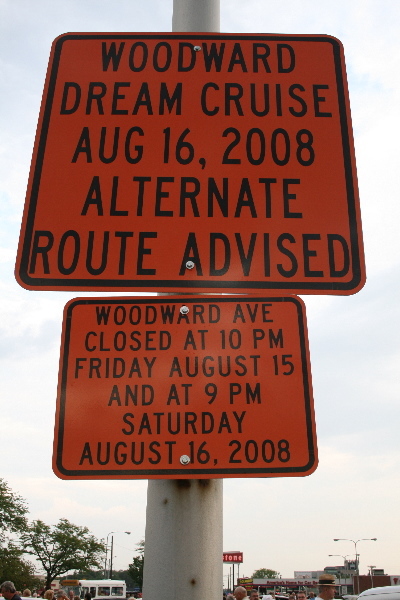 WOODWARD
DREAM CRUISE
AUG 16, 2008
ALTERNATE
ROUTE ADVISED
WOODWARD AVE
CLOSED AT 10 PM
FRIDAY AUGUST 15
AND AT 9 PM
SATURDAY
AUGUST 16, 2008